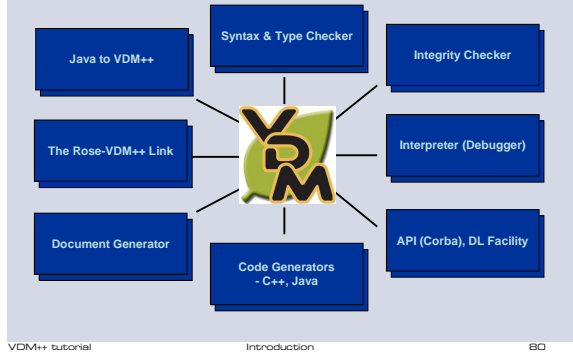 Syntax & Type Checker
Java to VDM++
Integrity Checker
The Rose-VDM++ Link
VDM
Interpreter (Debugger)
Document Generator
Code Generators
- C++, Java
API (Corba), DL Facility
VDM++ tutorial
Introduction
80